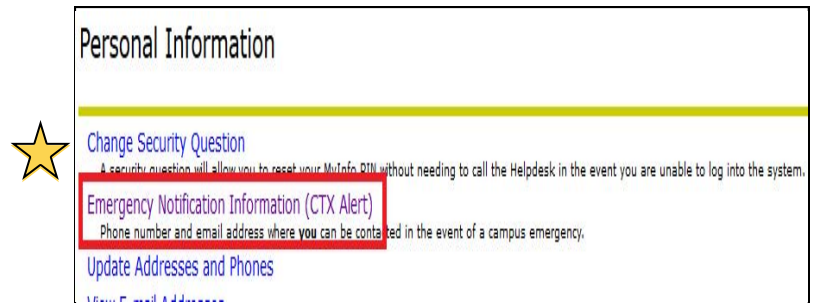 Personal Information
Change Security Question
A security question will allow you to reset your MyInfo PIN without needing to call the Helpdesk in the event you are unable to log into the system.
Emergency Notification Information (CTX Alert)
Phone number and email address where you can be contacted in the event of a campus emergency.
Update Addresses and Phones
View E-mail Addresses